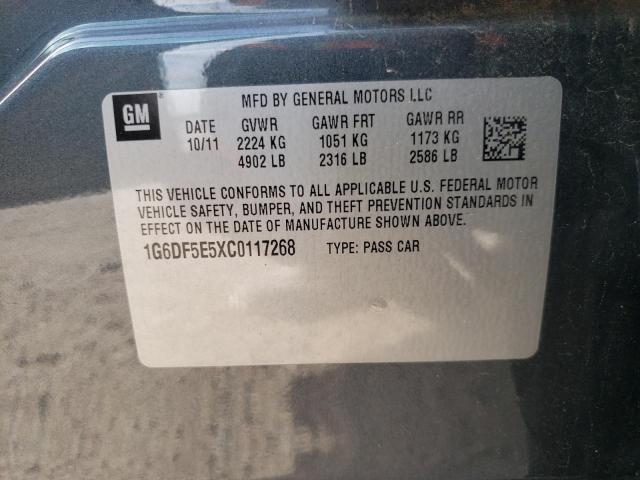 GM
MFD BY GENERAL MOTORS LLC
DATE GVWR GAWR FRT GAWR RR
10/11 2224 KG 1051 KG 1173 KG
4902 LB 2316 LB 2586 LB
THIS VEHICLE CONFORMS TO ALL APPLICABLE U.S. FEDERAL MOTOR
VEHICLE SAFETY, BUMPER, AND THEFT PREVENTION STANDARDS IN
EFFECT ON THE DATE OF MANUFACTURE SHOWN ABOVE.
1G6DF5E5XC0117268 TYPE: PASS CAR